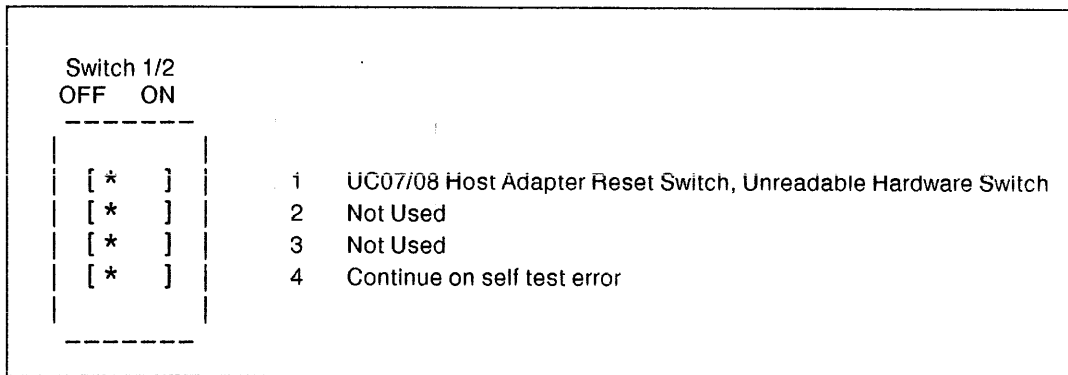 Switch 1/2
OFF ON
[ * ] 1 UC07/08 Host Adapter Reset Switch, Unreadable Hardware Switch
[ * ] 2 Not Used
[ * ] 3 Not Used
[ * ] 4 Continue on self test error